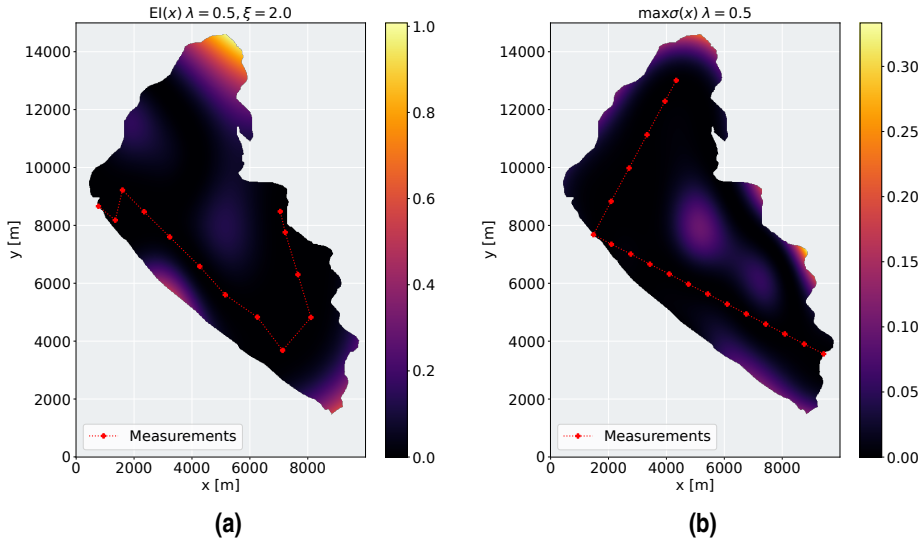 EI(x) λ = 0.5, ξ = 2.0
14000
12000
10000
8000
6000
4000
2000
0
y [m]
0 2000 4000 6000 8000
x [m]
Measurements
1.0
0.8
0.6
0.4
0.2
0.0
(a)
maxσ(x) λ = 0.5
14000
12000
10000
8000
6000
4000
2000
0
y [m]
0 2000 4000 6000 8000
x [m]
Measurements
0.30
0.25
0.20
0.15
0.10
0.05
0.00
(b)